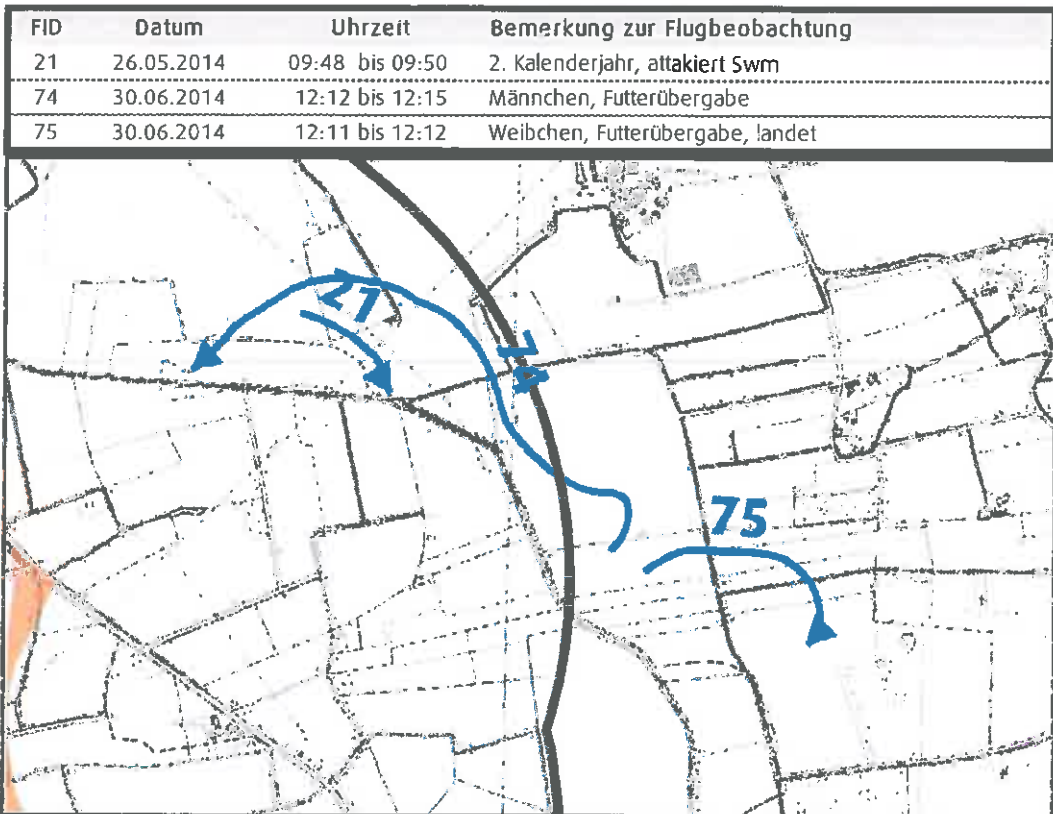 FID Datum Uhrzeit Bemerkung zur Flugbeobachtung
21 26.05.2014 09:48 bis 09:50 2. Kalenderjahr, attakiert Swm
74 30.06.2014 12:12 bis 12:15 Männchen, Futterübergabe
75 30.06.2014 12:11 bis 12:12 Weibchen, Futterübergabe, landet
21
74
75